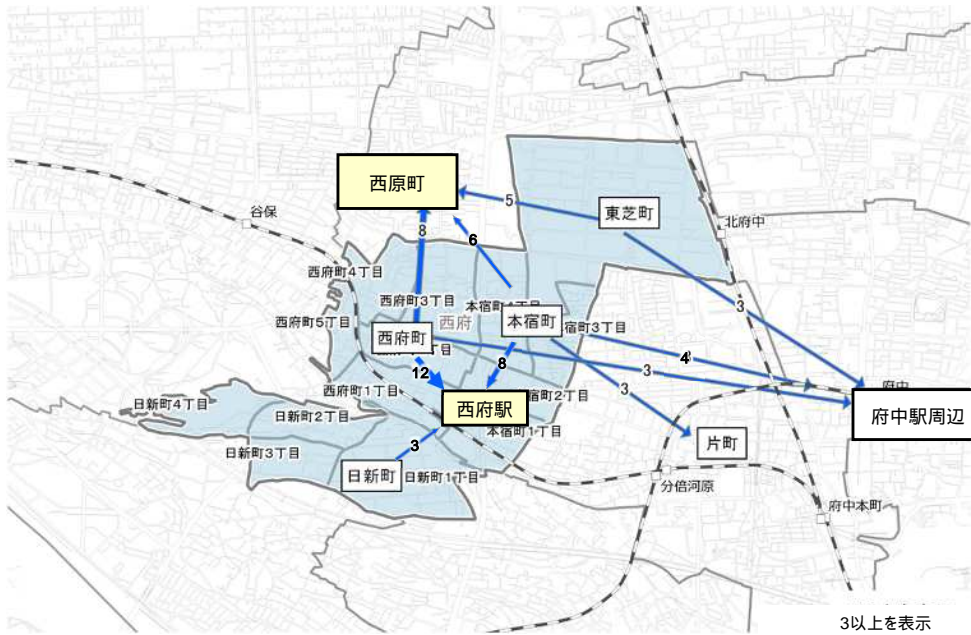 西原町
5
東芝町
谷保
北府中
8
6
西府町4丁目
西府町3丁目
本宿町4丁目
西府町5丁目
西府
本宿町
宿町3丁目
西府町
3
4
3
12
8
3
府中
西府町1丁目
西府駅
宿町2丁目
府中駅周辺
日新町4丁目
日新町2丁目
本宿町1丁目
片町
3
日新町3丁目
日新町
日新町1丁目
分倍河原
府中本町
3以上を表示